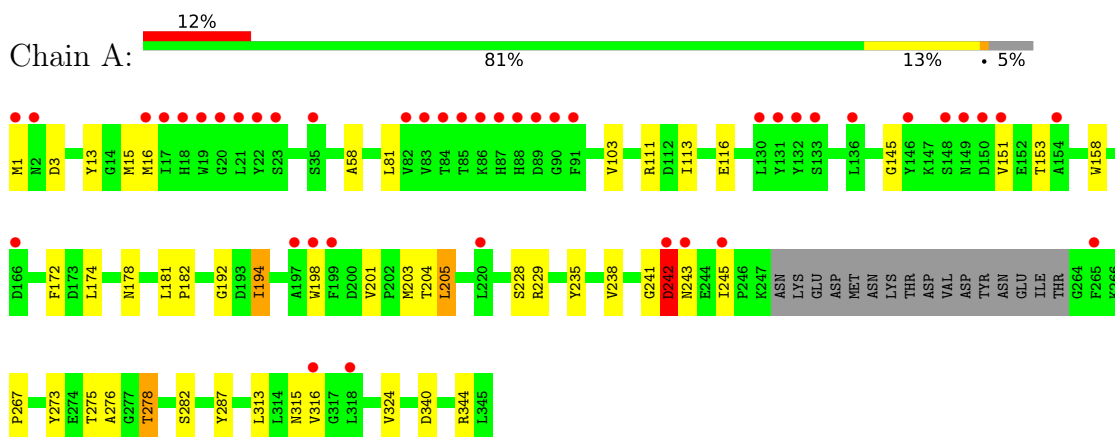 12%
Chain A:
81% 13% • 5%
M1 N2 D3 Y13 G14 M15 M16 I17 H18 W19 G20 L21 Y22 S23 S35 A58 L81 V82 V83 T84 T85 K86 H87 H88 D89 G90 F91 V103 R111 D112 I113 E116 L130 Y131 Y132 S133 L136 G145 Y146 K147 S148 N149 D150 V151 E152 T153 A154 W158
D166 F172 D173 L174 N178 L181 P182 G192 D193 I194 A197 W198 F199 D200 V201 P202 M203 T204 L205 L220 S228 R229 Y235 V238 G241 D242 N243 E244 I245 P246 K247 ASN LYS GLU ASP MET ASN LYS THR ASP VAL ASP TYR ASN GLU ILE THR G264 F265 K266
P267 Y273 E274 T275 A276 G277 T278 S282 Y287 L313 L314 N315 V316 G317 L318 V324 D340 R344 L345